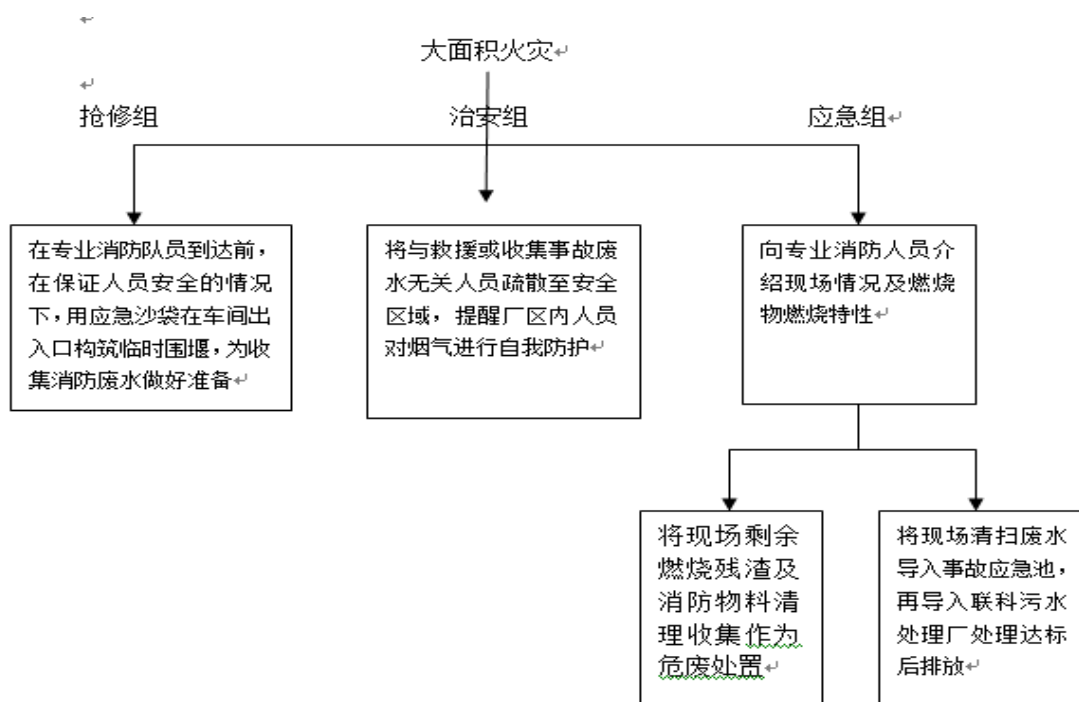 大面积火灾
抢修组 治安组 应急组
在专业消防队员到达前，
在保证人员安全的情况
下，用应急沙袋在车间出
入口构筑临时围堰，为收
集消防废水做好准备
将与救援或收集事故废
水无关人员疏散至安全
区域，提醒厂区内人员
对烟气进行自我防护
向专业消防人员介
绍现场情况及燃烧
物燃烧特性
将现场剩余
燃烧残渣及
消防物料清
理收集作为
危废处置
将现场清扫废水
导入事故应急池，
再导入联科污水
处理厂处理达标
后排放